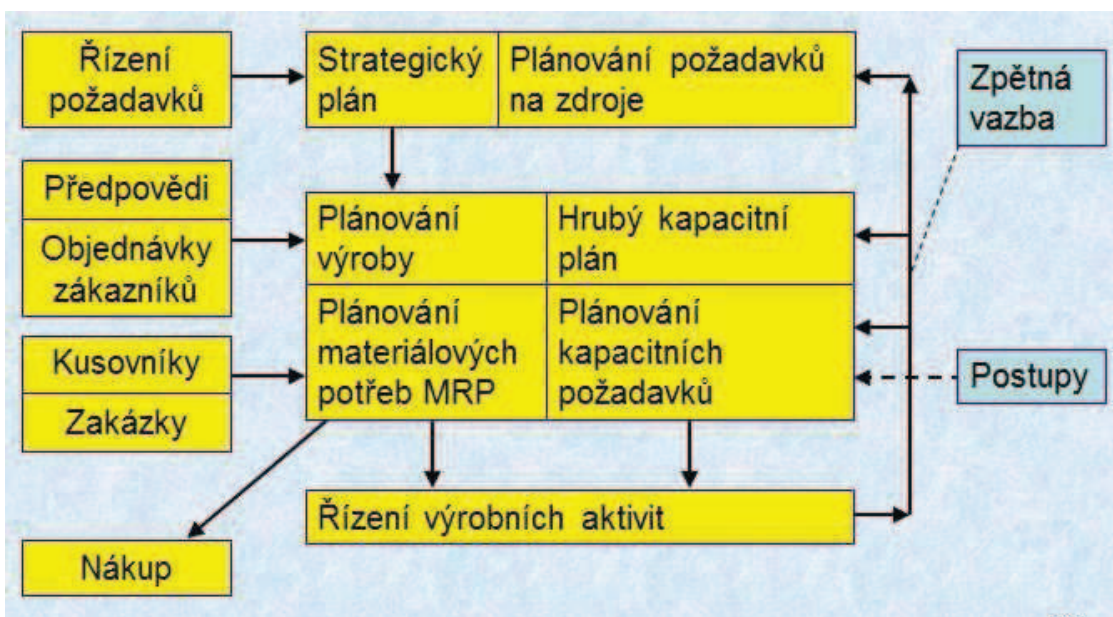 Řízení
požadavků
Strategický
plán
Plánování požadavků
na zdroje
Zpětná
vazba
Předpovědi
Objednávky
zákazníků
Plánování
výroby
Hrubý kapacitní
plán
Kusovníky
Zakázky
Plánování
materiálových
potřeb MRP
Plánování
kapacitních
požadavků
Postupy
Řízení výrobních aktivit
Nákup